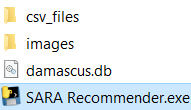 csv_files
images
damascus.db
SARA Recommender.exe